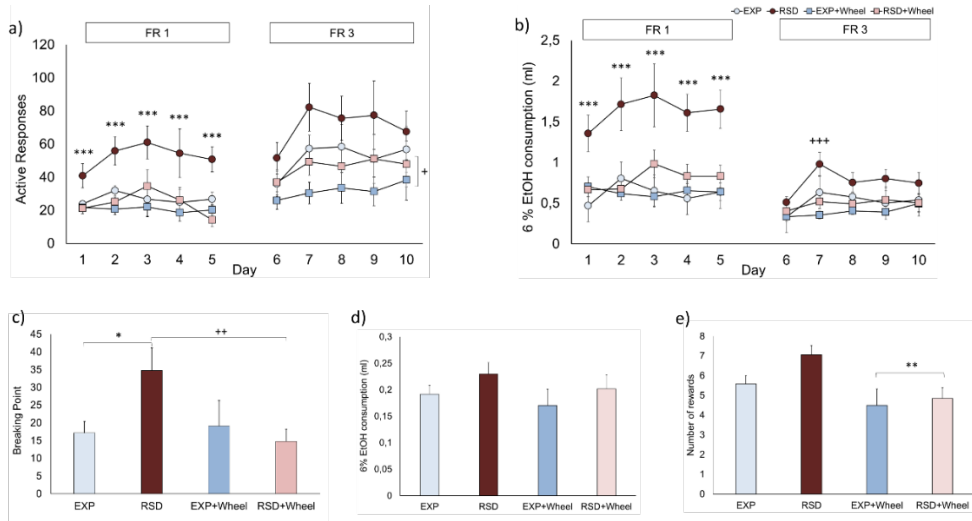 a)
FR 1
FR 3
Active Responses
120
100
80
60
40
20
0
***
***
***
***
***
+
1 2 3 4 5 6 7 8 9 10
Day
b)
EXP RSD EXP+Wheel RSD+Wheel
FR 1
FR 3
6 % EtOH consumption (ml)
2,5
2
1,5
1
0,5
0
***
***
***
***
***
+++
1 2 3 4 5 6 7 8 9 10
Day
c)
Breaking Point
45
40
35
30
25
20
15
10
5
0
*
++
EXP RSD EXP+Wheel RSD+Wheel
d)
6% EtOH consumption (ml)
0,3
0,25
0,2
0,15
0,1
0,05
0
EXP RSD EXP+Wheel RSD+Wheel
e)
Number of rewards
8
7
6
5
4
3
2
1
0
**
EXP RSD EXP+Wheel RSD+Wheel